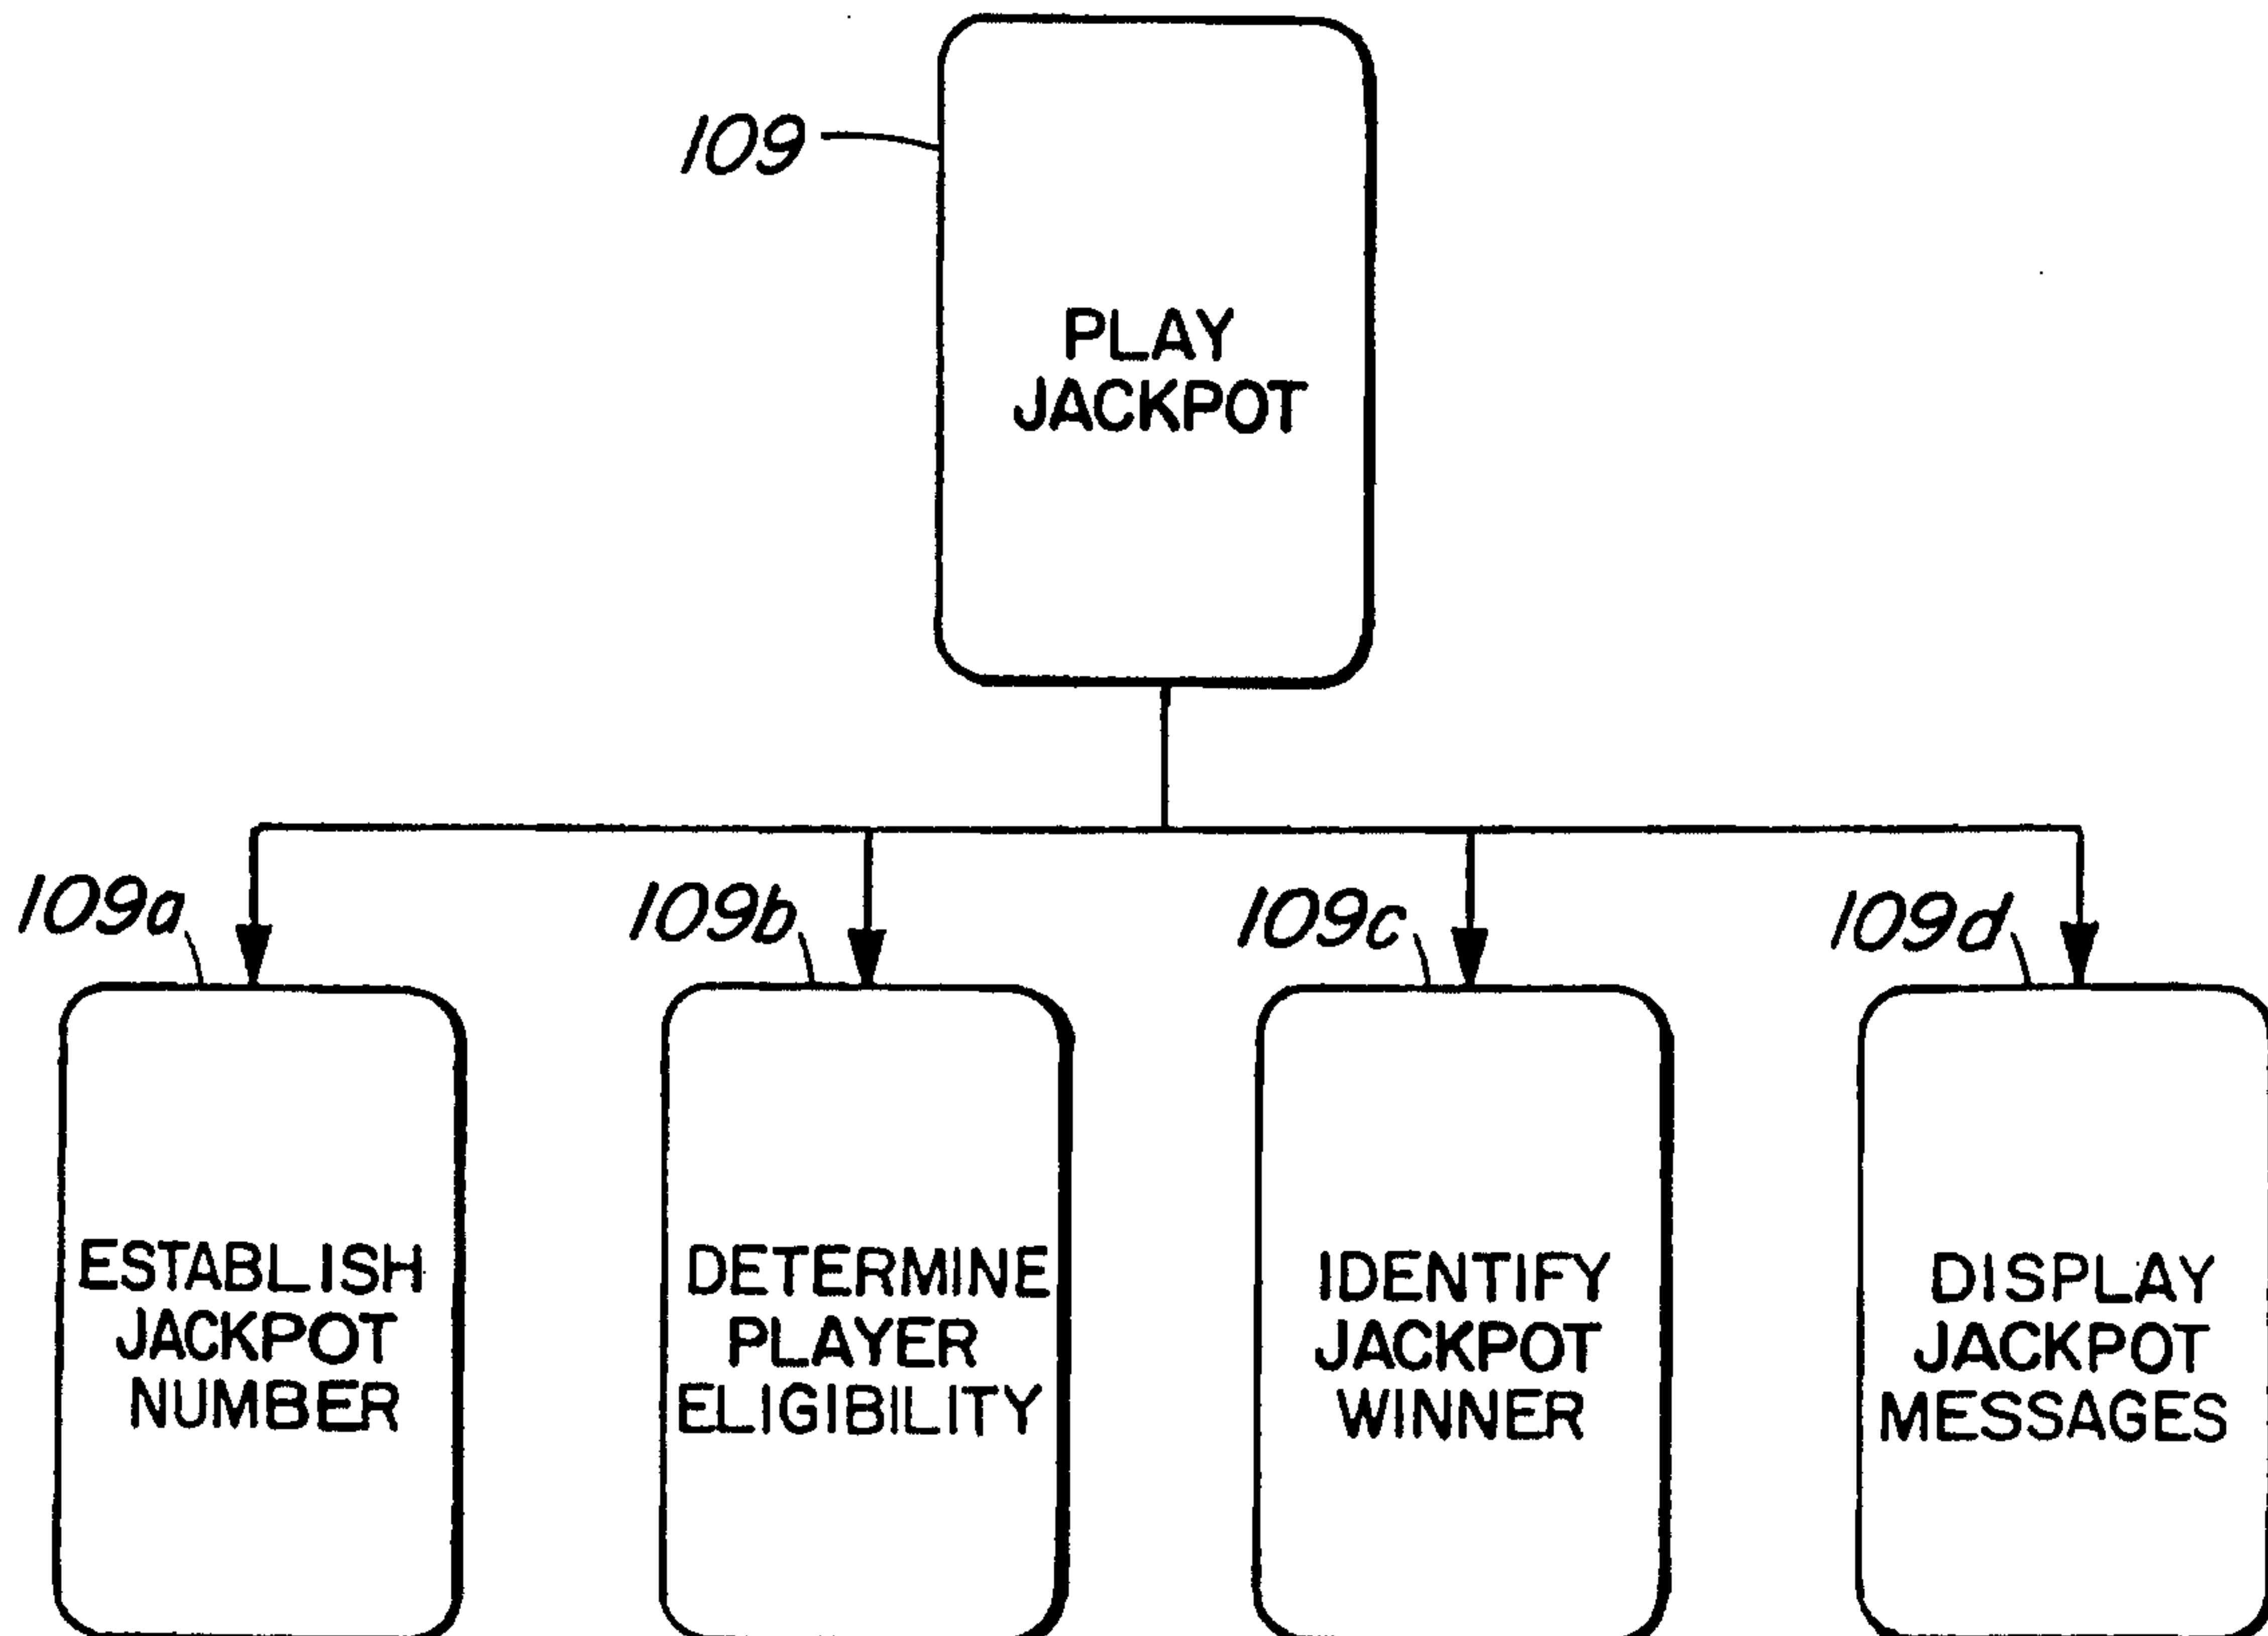 109
PLAY
JACKPOT
109a
109b
109c
109d
ESTABLISH
JACKPOT
NUMBER
DETERMINE
PLAYER
ELIGIBILITY
IDENTIFY
JACKPOT
WINNER
DISPLAY
JACKPOT
MESSAGES